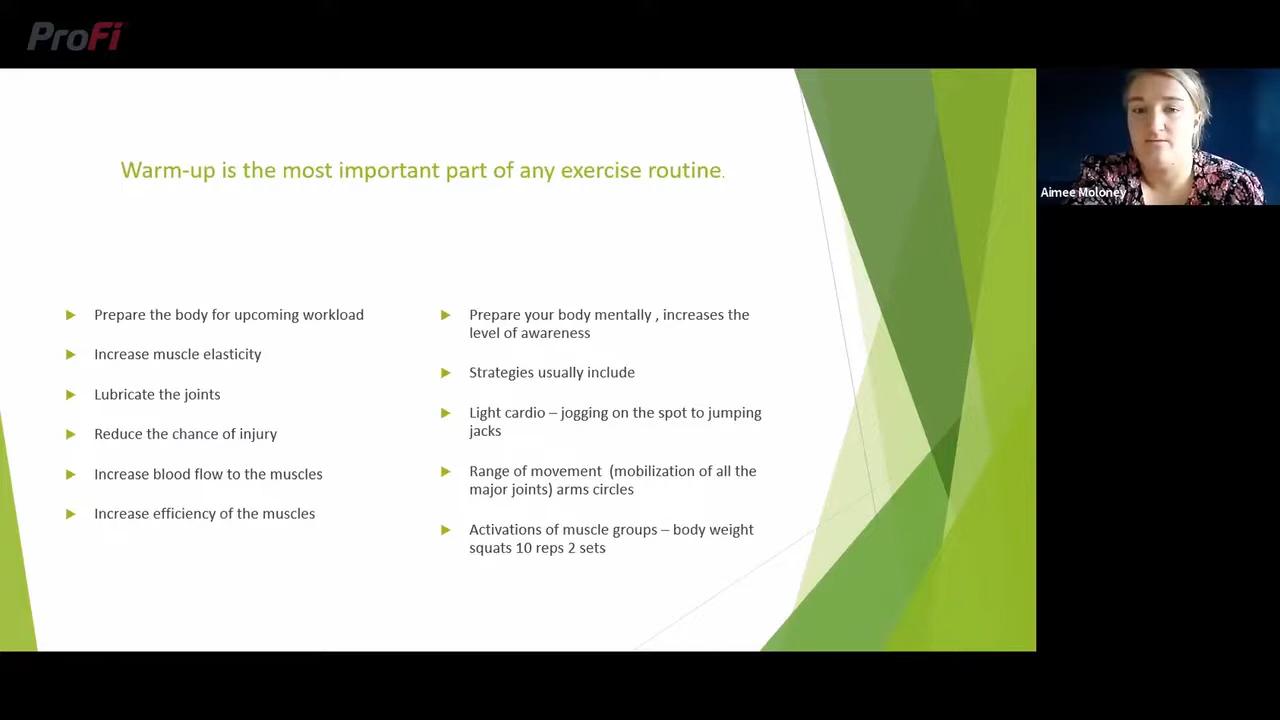 ProFi
Warm-up is the most important part of any exercise routine.
Prepare the body for upcoming workload
Increase muscle elasticity
Lubricate the joints
Reduce the chance of injury
Increase blood flow to the muscles
Increase efficiency of the muscles
Prepare your body mentally , increases the
level of awareness
Strategies usually include
Light cardio – jogging on the spot to jumping
jacks
Range of movement  (mobilization of all the
major joints) arms circles
Activations of muscle groups – body weight
squats 10 reps 2 sets
Aimee Moloney